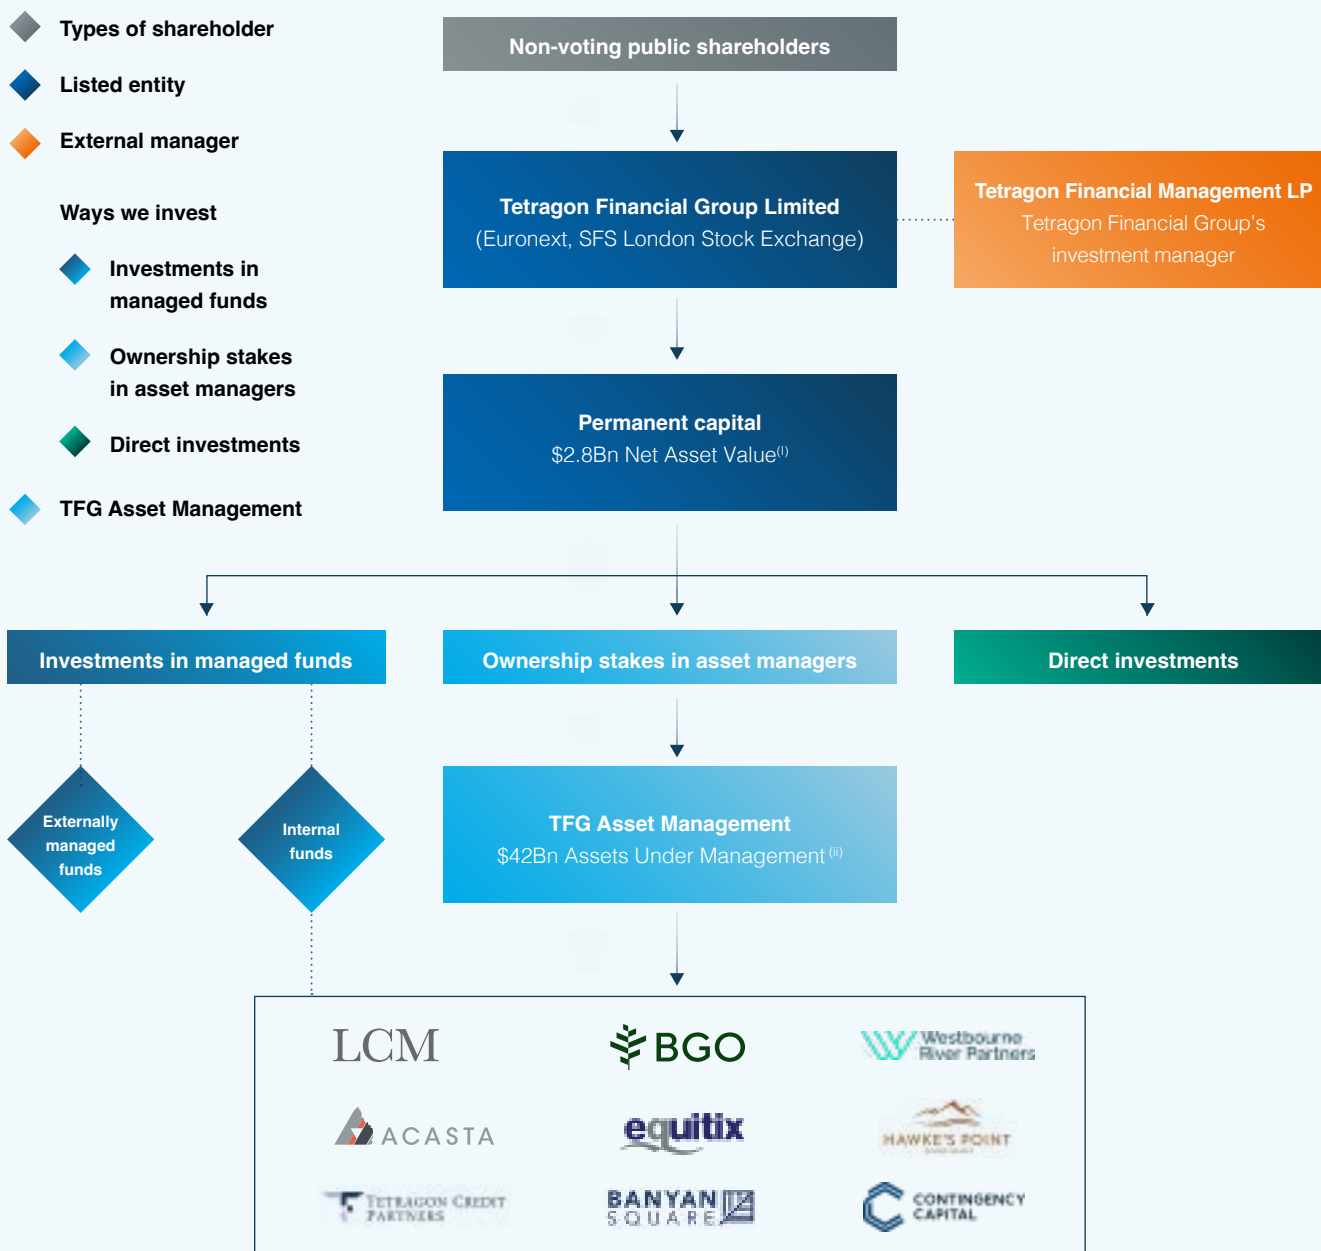 Types of shareholder
Listed entity
External manager
Ways we invest
Investments in
managed funds
Ownership stakes
in asset managers
Direct investments
TFG Asset Management
Non-voting public shareholders
Tetragon Financial Group Limited
(Euronext, SFS London Stock Exchange)
Tetragon Financial Management LP
Tetragon Financial Group's
investment manager
Permanent capital
$2.8Bn Net Asset Value(i)
Investments in managed funds
Ownership stakes in asset managers
Direct investments
Externally
managed
funds
Internal
funds
TFG Asset Management
$42Bn Assets Under Management (ii)
LCM
BGO
Westbourne
River Partners
ACASTA
equitix
HAWKE'S POINT
TETRAGON CREDIT
PARTNERS
BANYAN
SQUARE
CONTINGENCY
CAPITAL